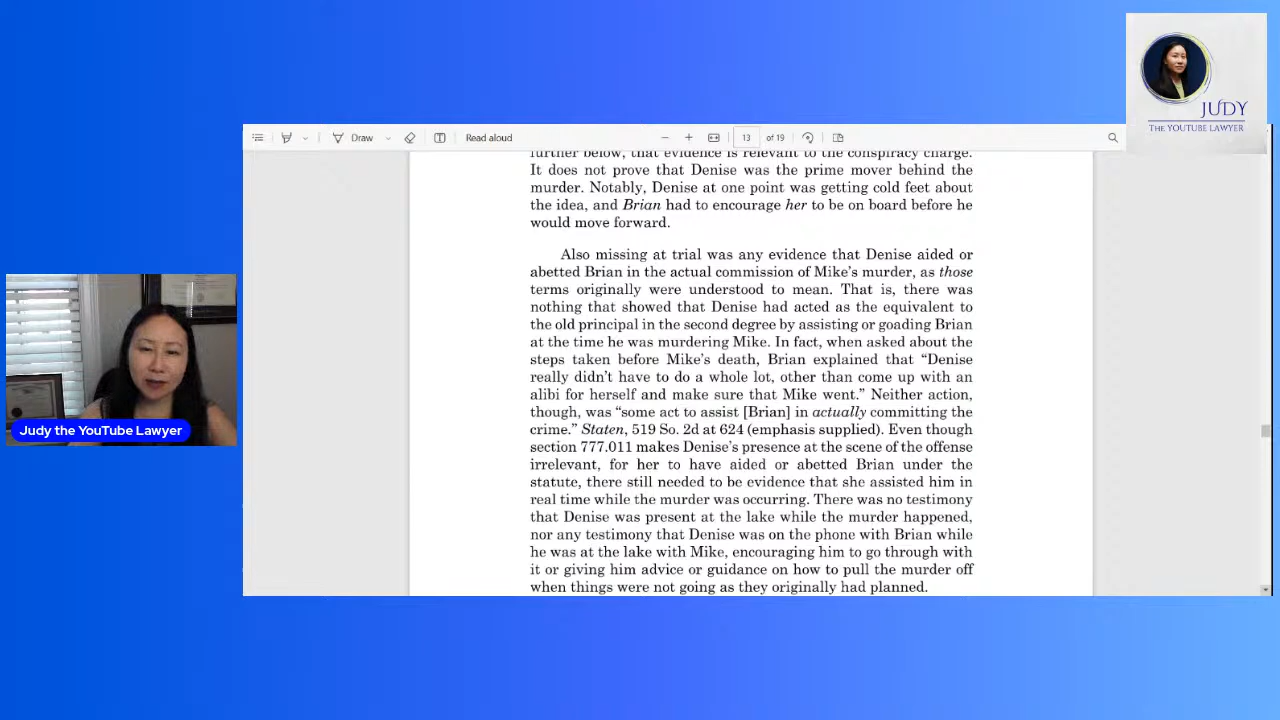 JUDY
THE YOUTUBE LAWYER
Draw
Read aloud
13 of 19
further below, that evidence is relevant to the conspiracy charge.
It does not prove that Denise was the prime mover behind the
murder. Notably, Denise at one point was getting cold feet about
the idea, and Brian had to encourage her to be on board before he
would move forward.
Also missing at trial was any evidence that Denise aided or
abetted Brian in the actual commission of Mike's murder, as those
terms originally were understood to mean. That is, there was
nothing that showed that Denise had acted as the equivalent to
the old principal in the second degree by assisting or goading Brian
at the time he was murdering Mike. In fact, when asked about the
steps taken before Mike's death, Brian explained that “Denise
really didn't have to do a whole lot, other than come up with an
alibi for herself and make sure that Mike went.” Neither action,
though, was “some act to assist [Brian] in actually committing the
crime.” Staten, 519 So. 2d at 624 (emphasis supplied). Even though
section 777.011 makes Denise's presence at the scene of the offense
irrelevant, for her to have aided or abetted Brian under the
statute, there still needed to be evidence that she assisted him in
real time while the murder was occurring. There was no testimony
that Denise was present at the lake while the murder happened,
nor any testimony that Denise was on the phone with Brian while
he was at the lake with Mike, encouraging him to go through with
it or giving him advice or guidance on how to pull the murder off
when things were not going as they originally had planned.
Judy the YouTube Lawyer